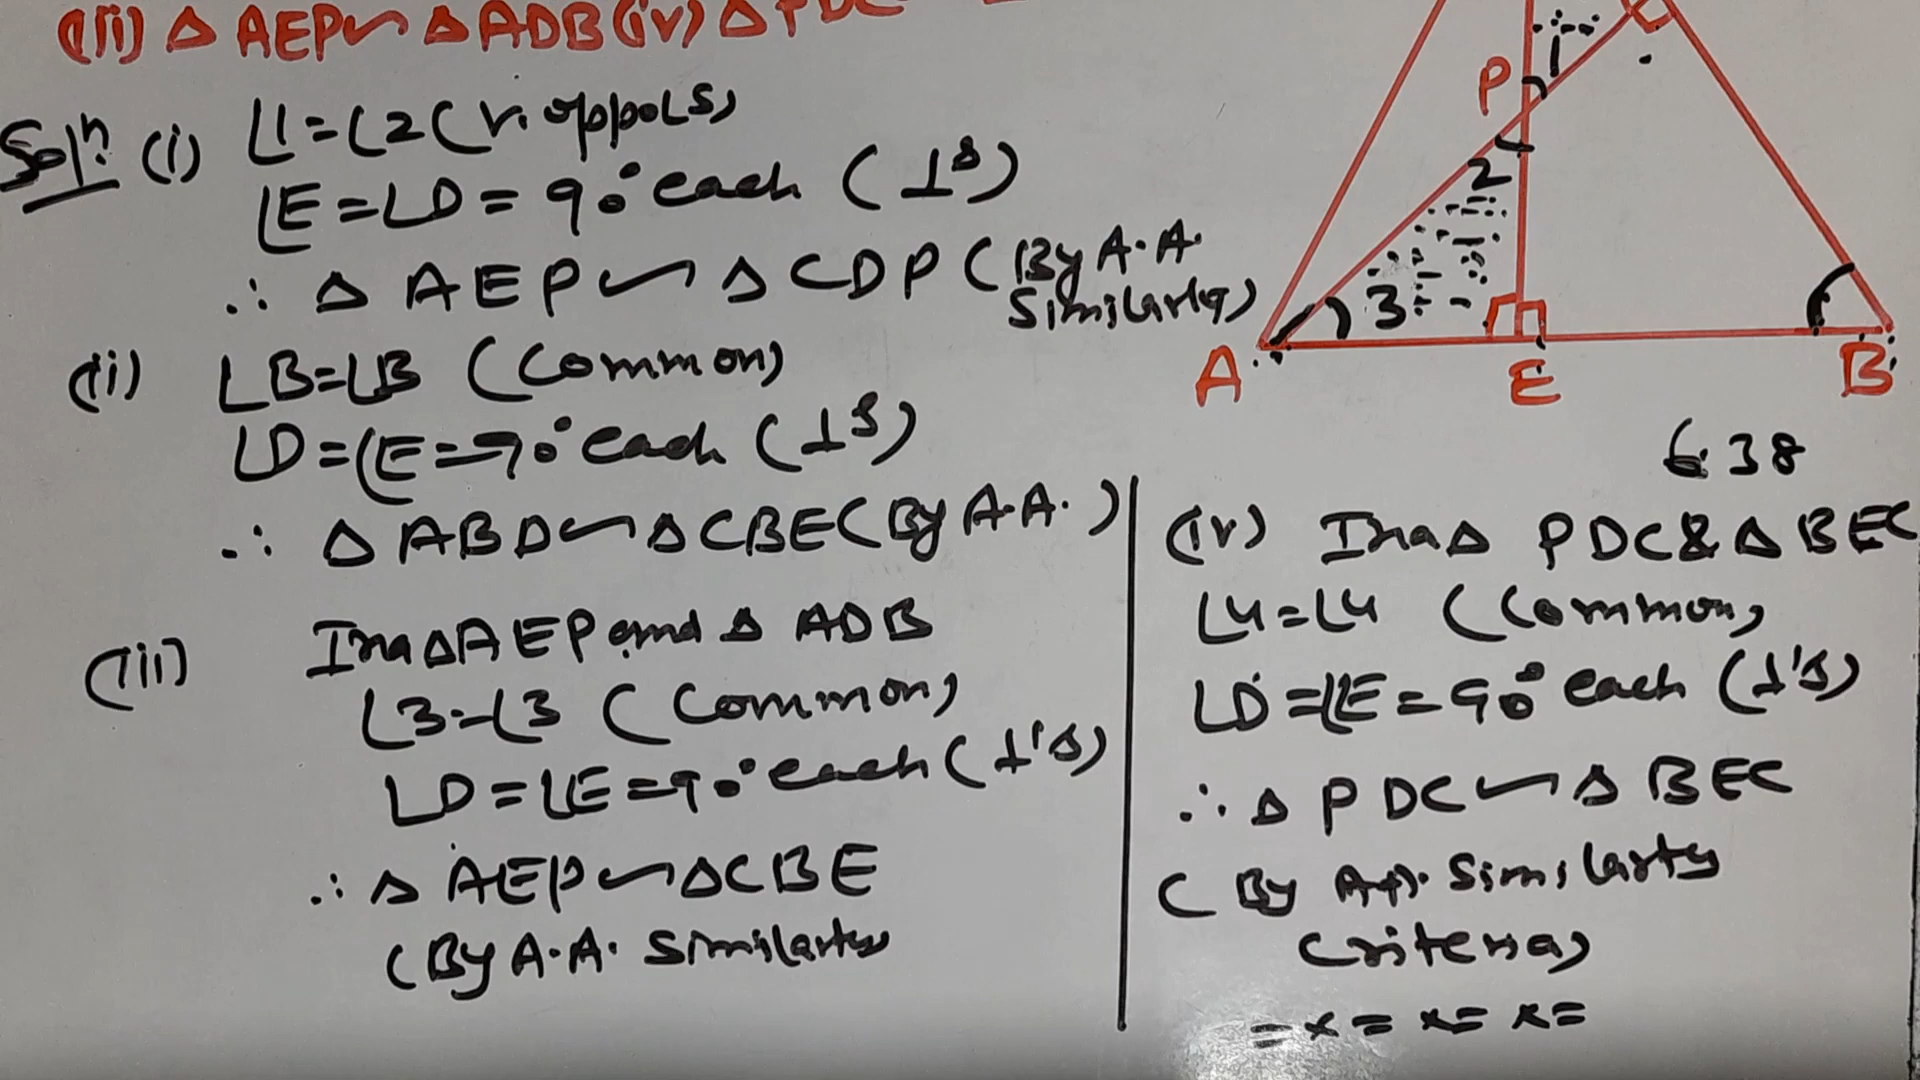 (iii) Δ AEP ~ Δ ADB (iv) Δ PDC
Solⁿ: (i) ∠1=∠2 (v. oppo ∠s)
∠E=∠D=90° each (⊥s)
∴ Δ AEP ~ Δ CDP (By A.A. Similarity)
(ii) ∠B=∠B (Common)
∠D=∠E=90° each (⊥s)
∴ Δ ABD ~ Δ CBE (By A.A.)
(iii) In a Δ AEP and Δ ADB
∠3=∠3 (Common)
∠D=∠E=90° each (⊥'s)
∴ Δ AEP ~ Δ CBE
(By A.A. Similarity
P
1
2
3
A
E
B
6.38
(iv) In a Δ PDC & Δ BEC
∠4=∠4 (Common)
∠D=∠E=90° each (⊥'s)
∴ Δ PDC ~ Δ BEC
(By A.A. Similarity
Criteria)
=x=x=x=